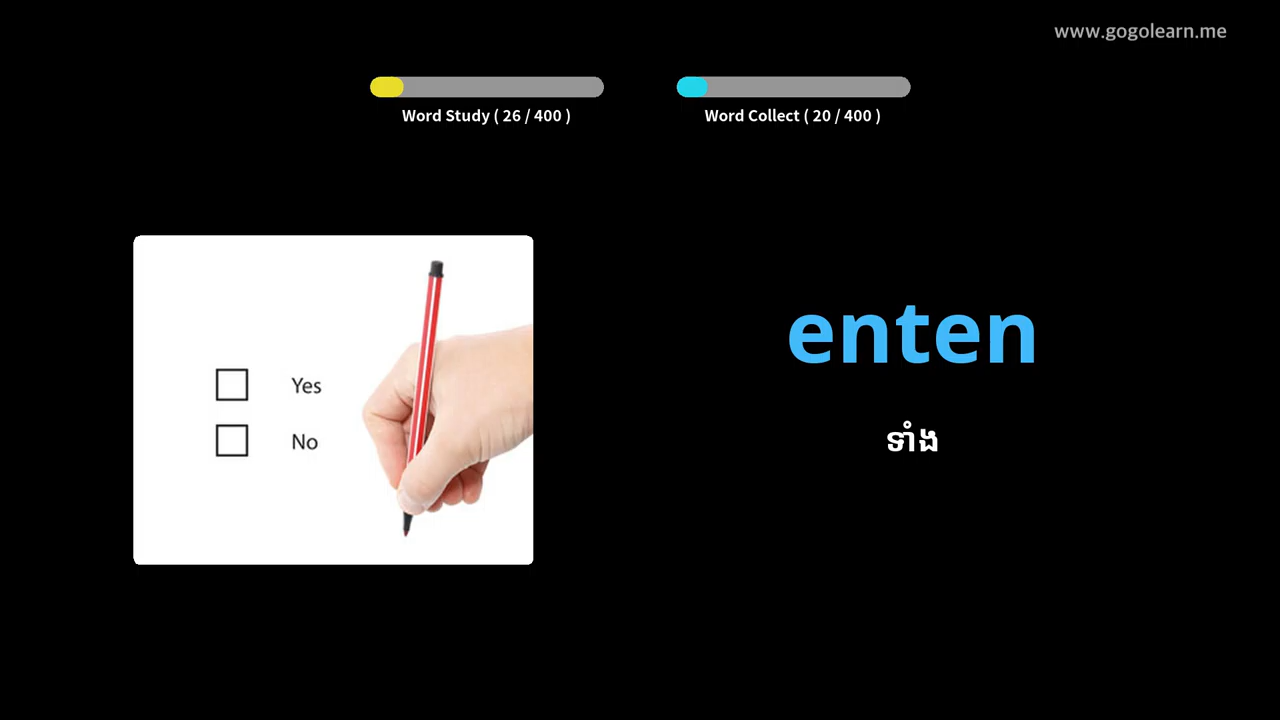 www.gogolearn.me
Word Study ( 26 / 400 )
Word Collect ( 20 / 400 )
Yes
No
enten
ទាំង